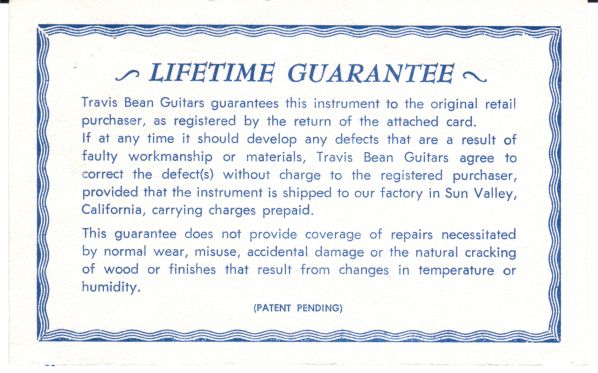 ~ LIFETIME GUARANTEE ~
Travis Bean Guitars guarantees this instrument to the original retail
purchaser, as registered by the return of the attached card.
If at any time it should develop any defects that are a result of
faulty workmanship or materials, Travis Bean Guitars agree to
correct the defect(s) without charge to the registered purchaser,
provided that the instrument is shipped to our factory in Sun Valley,
California, carrying charges prepaid.
This guarantee does not provide coverage of repairs necessitated
by normal wear, misuse, accidental damage or the natural cracking
of wood or finishes that result from changes in temperature or
humidity.
(PATENT PENDING)